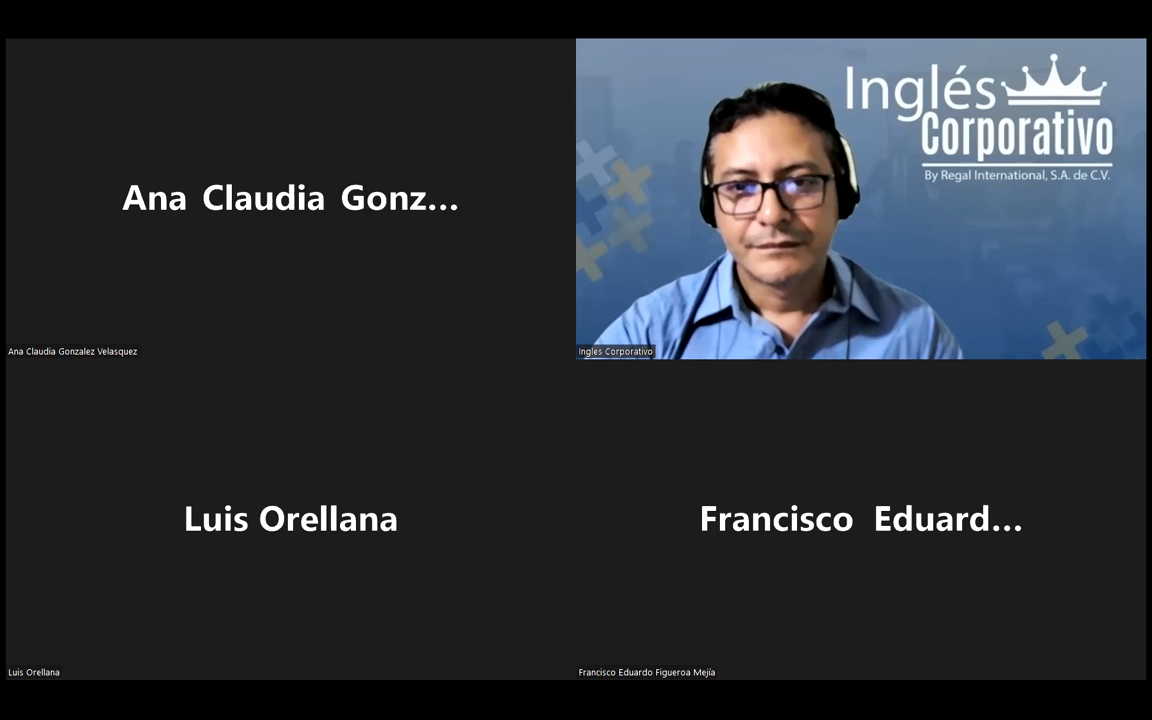 Ana Claudia Gonz...
Ana Claudia Gonzalez Velasquez
Inglés
Corporativo
By Regal International, S.A. de C.V.
Ingles Corporativo
Luis Orellana
Luis Orellana
Francisco Eduard...
Francisco Eduardo Figueroa Mejía